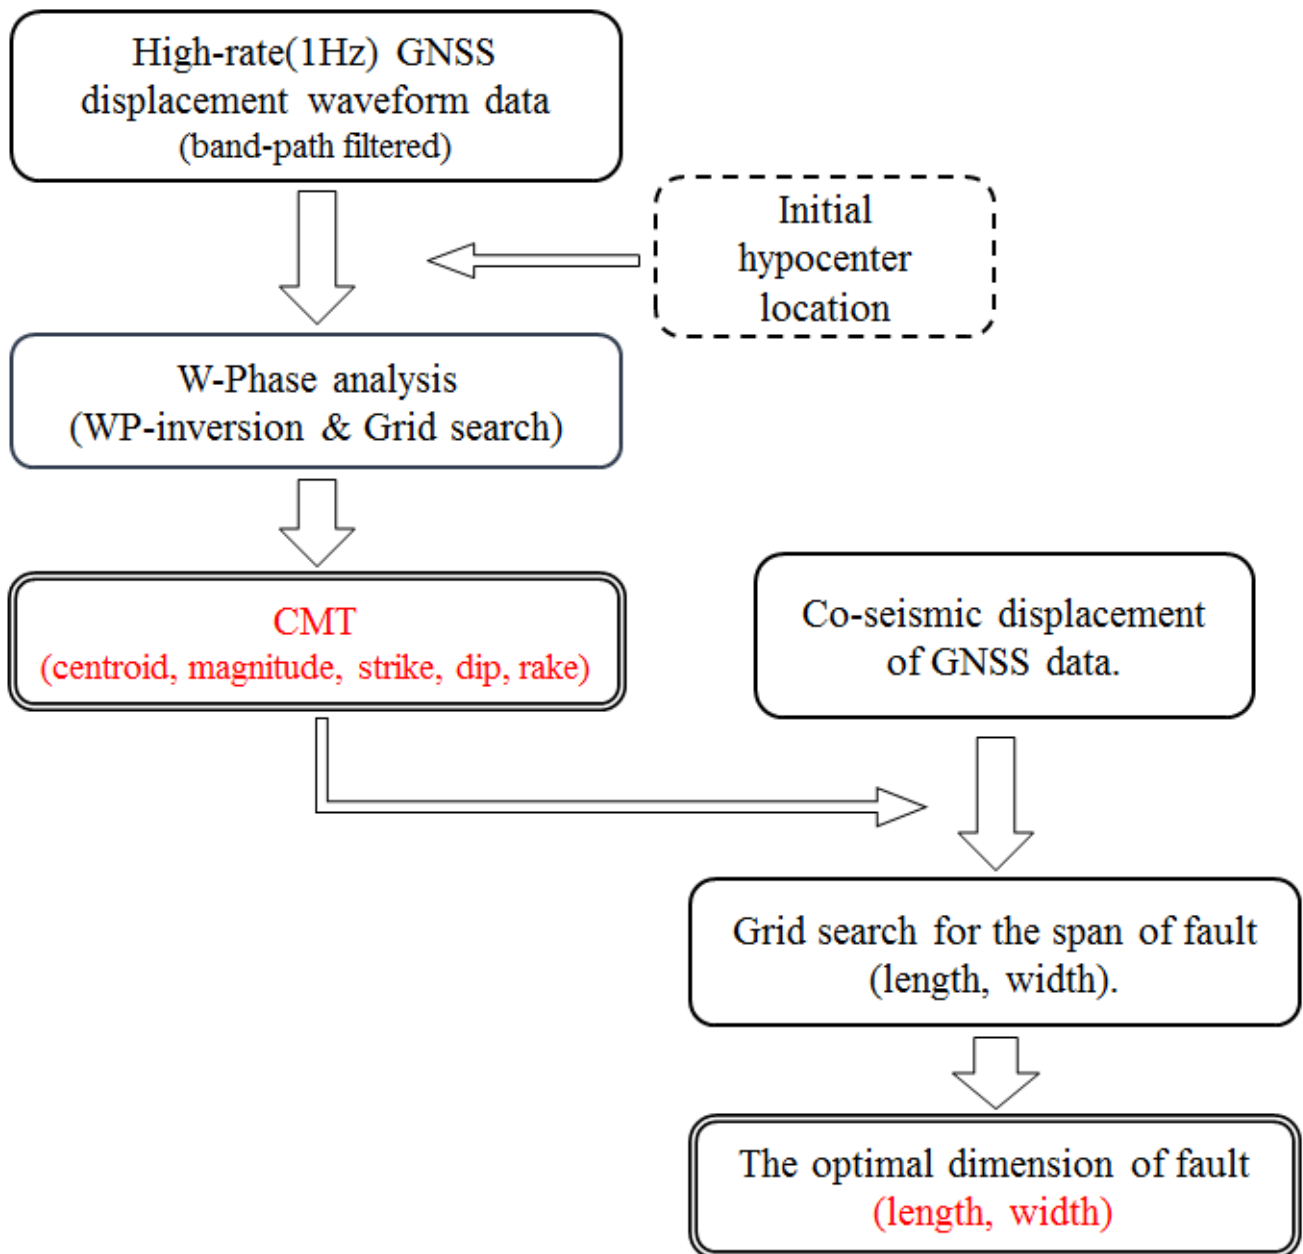 High-rate(1Hz) GNSS
displacement waveform data
(band-path filtered)
Initial
hypocenter
location
W-Phase analysis
(WP-inversion & Grid search)
CMT
(centroid, magnitude, strike, dip, rake)
Co-seismic displacement
of GNSS data.
Grid search for the span of fault
(length, width).
The optimal dimension of fault
(length, width)